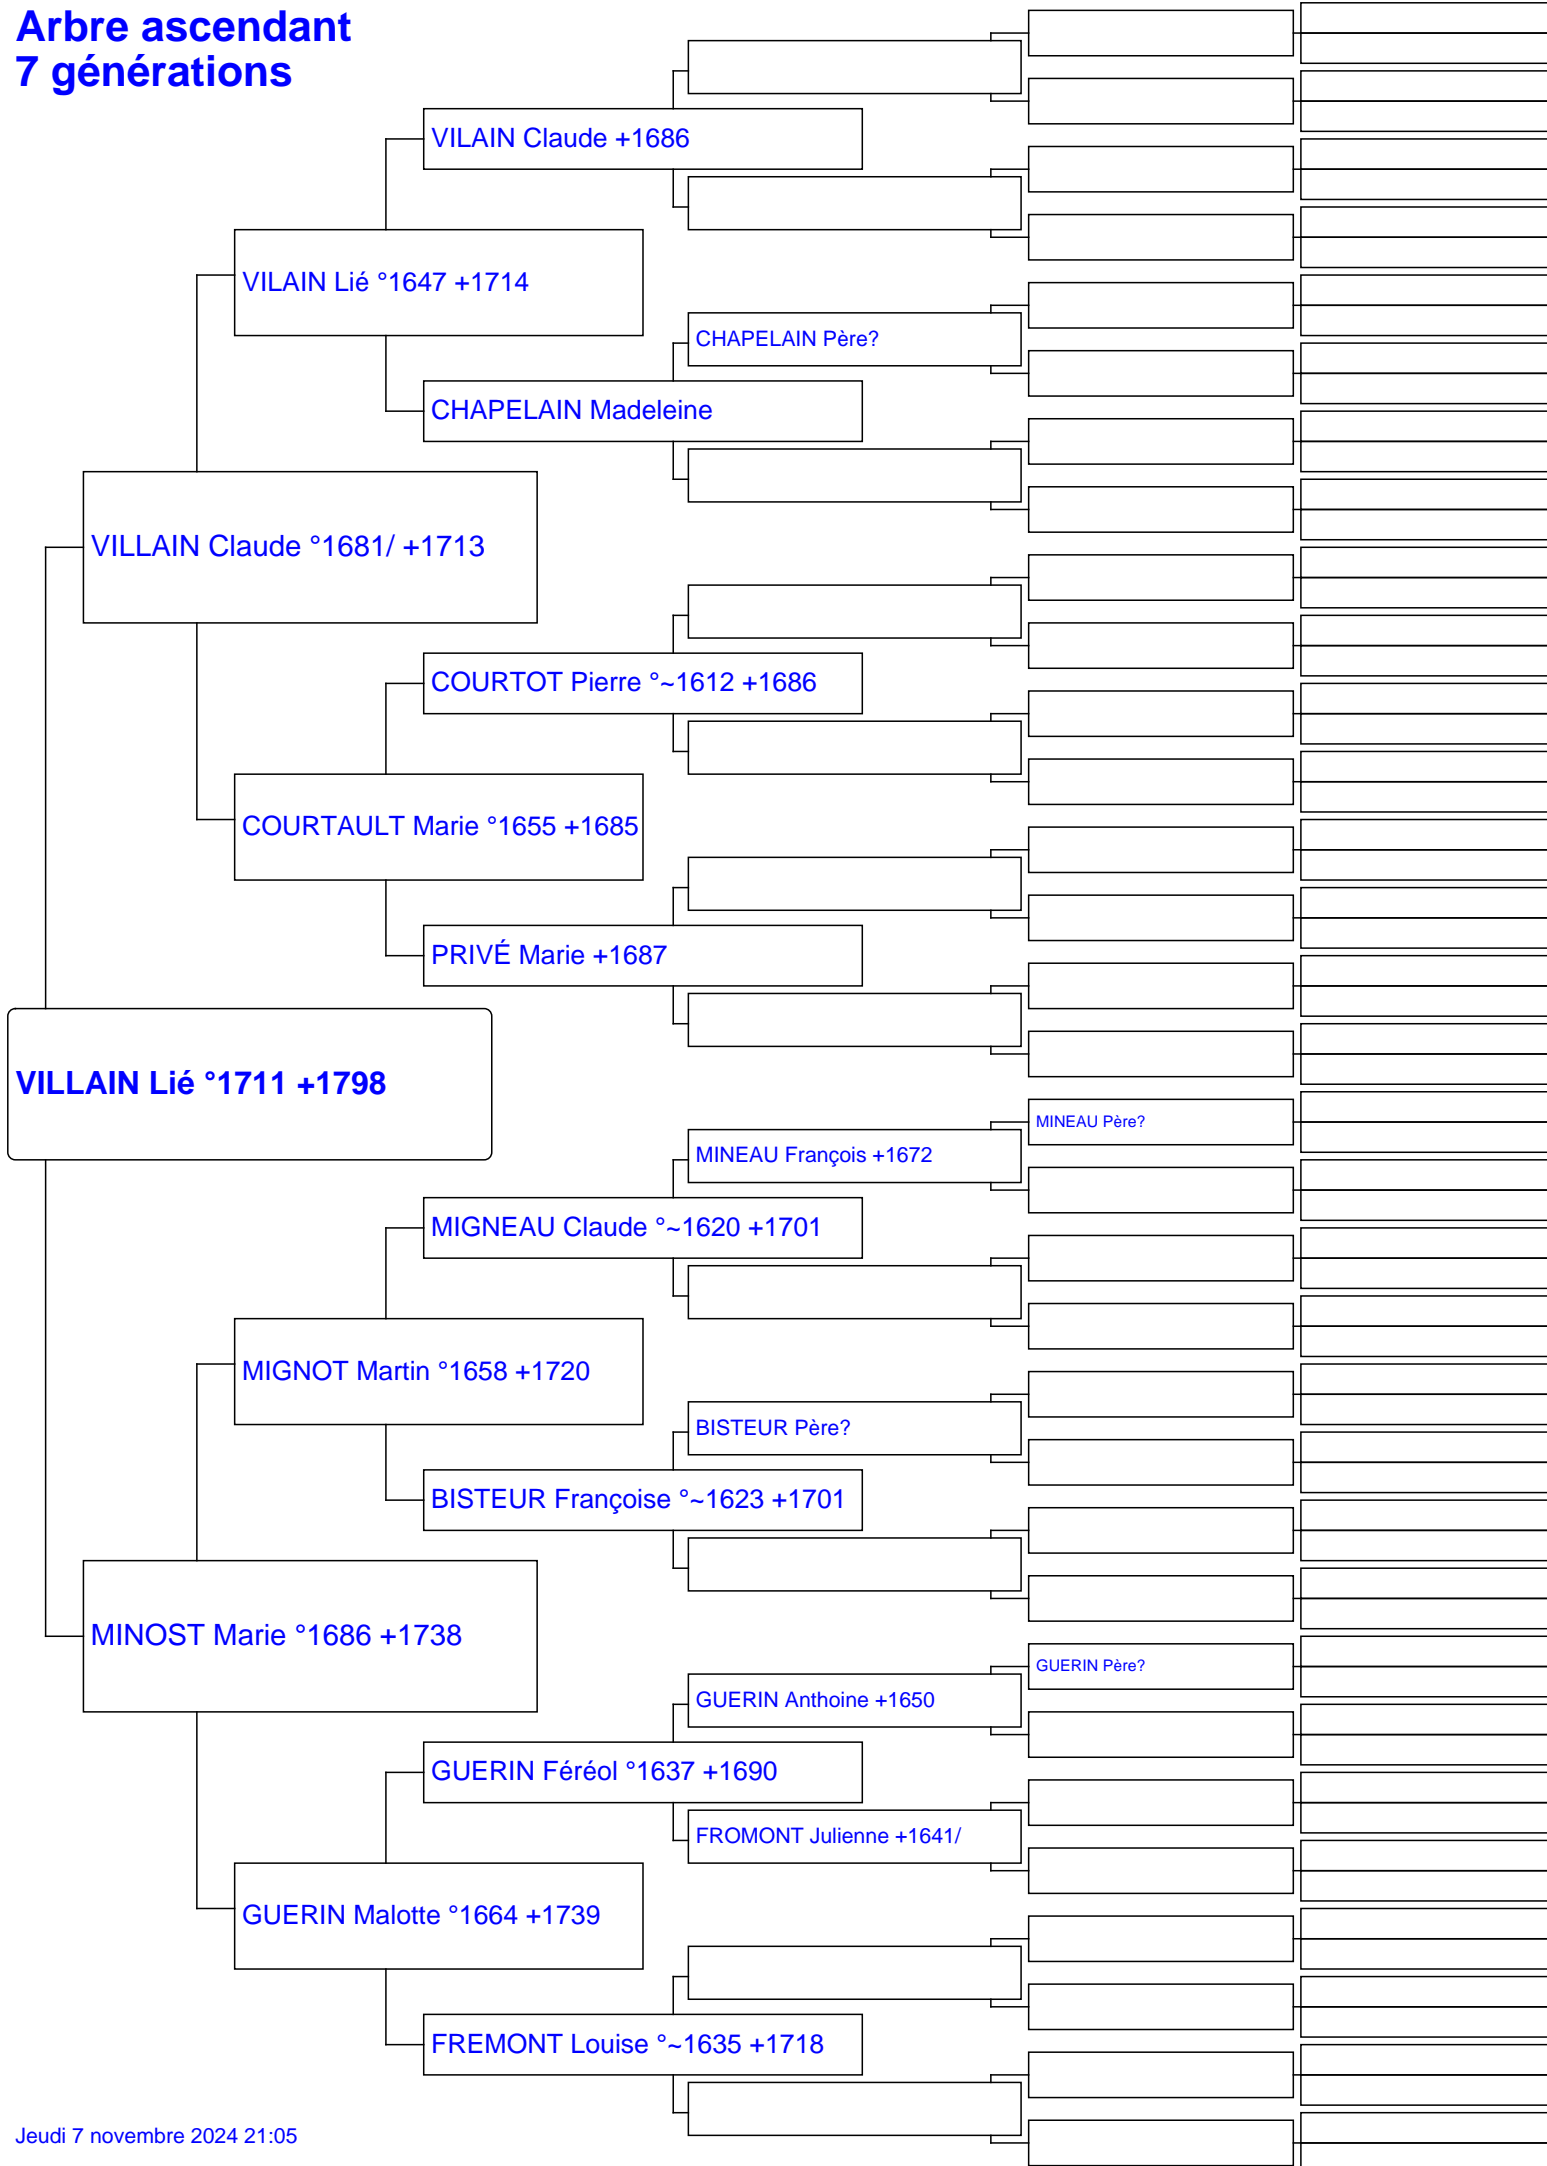 Arbre ascendant
7 générations
VILAIN Claude +1686
VILAIN Lié °1647 +1714
CHAPELAIN Père?
CHAPELAIN Madeleine
VILLAIN Claude °1681/ +1713
COURTOT Pierre °~1612 +1686
COURTAULT Marie °1655 +1685
PRIVÉ Marie +1687
VILLAIN Lié °1711 +1798
MINEAU Père?
MINEAU François +1672
MIGNEAU Claude °~1620 +1701
MIGNOT Martin °1658 +1720
BISTEUR Père?
BISTEUR Françoise °~1623 +1701
MINOST Marie °1686 +1738
GUERIN Père?
GUERIN Anthoine +1650
GUERIN Féréol °1637 +1690
FROMONT Julienne +1641/
GUERIN Malotte °1664 +1739
FREMONT Louise °~1635 +1718
Jeudi 7 novembre 2024 21:05